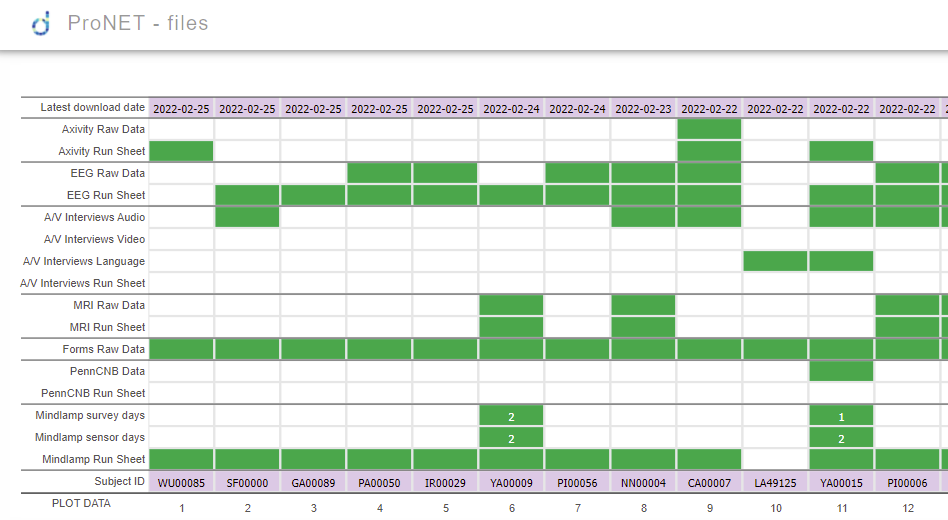 ProNET - files
Latest download date 2022-02-25 2022-02-25 2022-02-25 2022-02-25 2022-02-25 2022-02-24 2022-02-24 2022-02-23 2022-02-22 2022-02-22 2022-02-22 2022-02-22
Axivity Raw Data
Axivity Run Sheet
EEG Raw Data
EEG Run Sheet
A/V Interviews Audio
A/V Interviews Video
A/V Interviews Language
A/V Interviews Run Sheet
MRI Raw Data
MRI Run Sheet
Forms Raw Data
PennCNB Data
PennCNB Run Sheet
Mindlamp survey days 2 1
Mindlamp sensor days 2 2
Mindlamp Run Sheet
Subject ID WU00085 SF00000 GA00089 PA00050 IR00029 YA00009 PI00056 NN00004 CA00007 LA49125 YA00015 PI00006
PLOT DATA 1 2 3 4 5 6 7 8 9 10 11 12